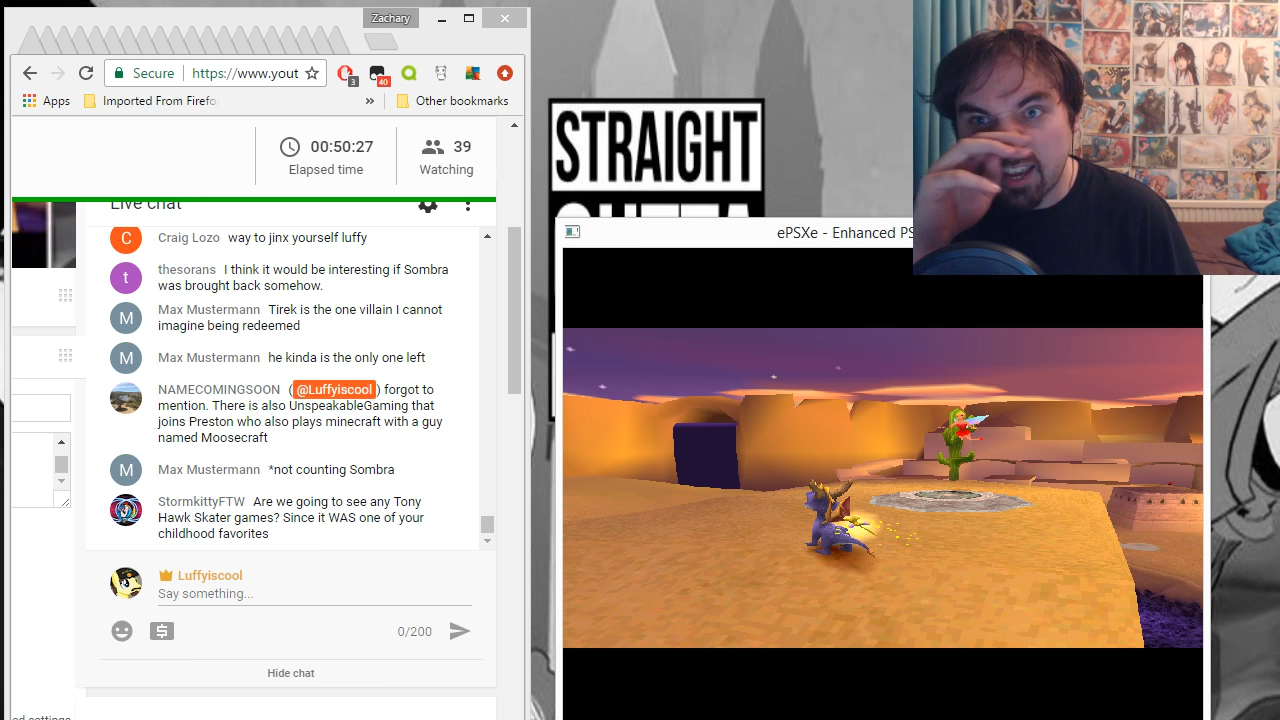 Zachary
Secure
https://www.yout
3
40
Apps
Imported From Firefo
»
Other bookmarks
00:50:27
Elapsed time
39
Watching
Live chat
C
Craig Lozo way to jinx yourself luffy
t
thesorans I think it would be interesting if Sombra
was brought back somehow.
M
Max Mustermann Tirek is the one villain I cannot
imagine being redeemed
M
Max Mustermann he kinda is the only one left
NAMECOMINGSOON (@Luffyiscool) forgot to
mention. There is also UnspeakableGaming that
joins Preston who also plays minecraft with a guy
named Moosecraft
M
Max Mustermann *not counting Sombra
StormkittyFTW Are we going to see any Tony
Hawk Skater games? Since it WAS one of your
childhood favorites
Luffyiscool
Say something...
0/200
Hide chat
ed settings
STRAIGHT
OUTTA
ePSXe - Enhanced PS